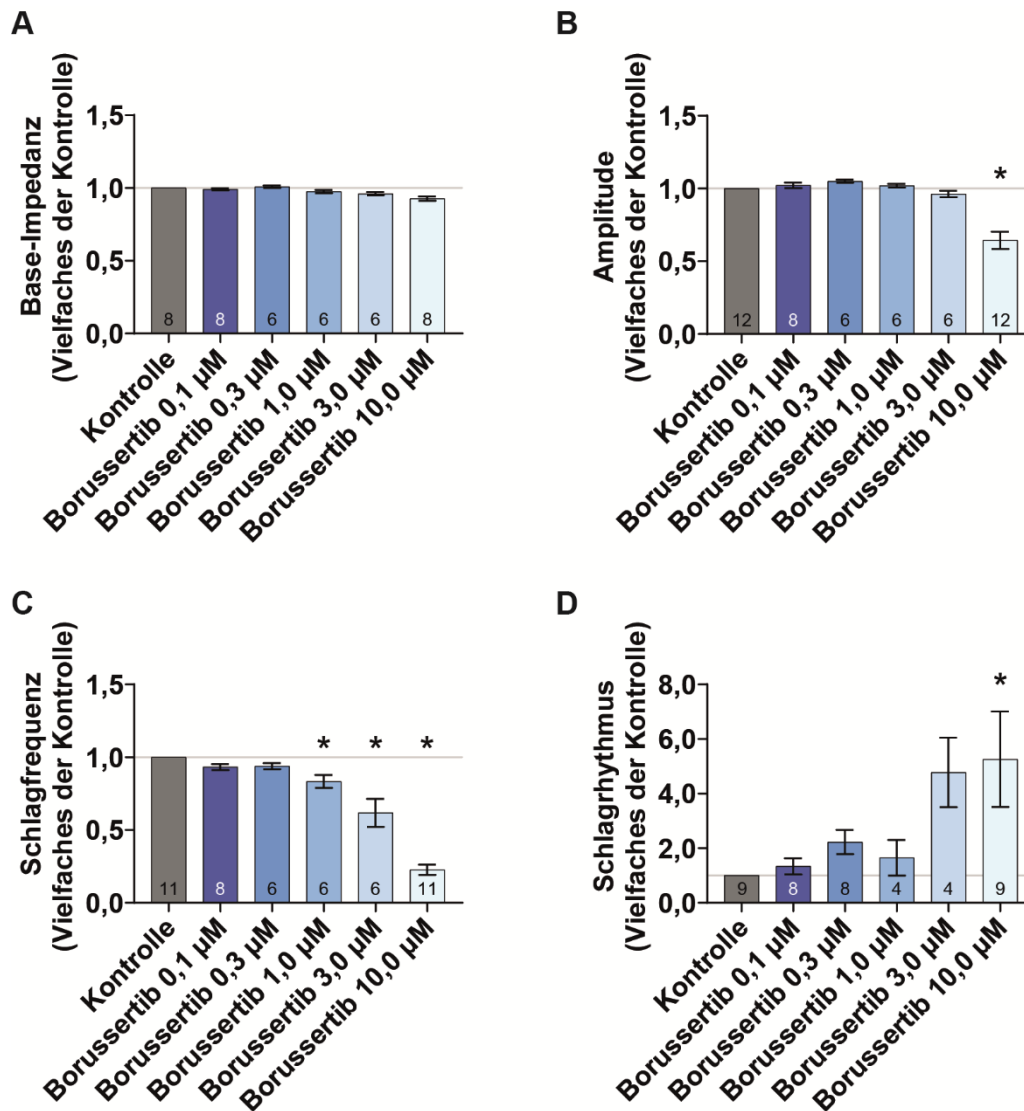 A
Base-Impedanz
(Vielfaches der Kontrolle)
1,5
1,0
0,5
0,0
8
8
6
6
6
8
Kontrolle
Borussertib 0,1 µM
Borussertib 0,3 µM
Borussertib 1,0 µM
Borussertib 3,0 µM
Borussertib 10,0 µM
B
Amplitude
(Vielfaches der Kontrolle)
1,5
1,0
0,5
0,0
*
12
8
6
6
6
12
Kontrolle
Borussertib 0,1 µM
Borussertib 0,3 µM
Borussertib 1,0 µM
Borussertib 3,0 µM
Borussertib 10,0 µM
C
Schlagfrequenz
(Vielfaches der Kontrolle)
1,5
1,0
0,5
0,0
* * *
11
8
6
6
6
11
Kontrolle
Borussertib 0,1 µM
Borussertib 0,3 µM
Borussertib 1,0 µM
Borussertib 3,0 µM
Borussertib 10,0 µM
D
Schlagrhythmus
(Vielfaches der Kontrolle)
8,0
6,0
4,0
2,0
0,0
*
9
8
8
4
4
9
Kontrolle
Borussertib 0,1 µM
Borussertib 0,3 µM
Borussertib 1,0 µM
Borussertib 3,0 µM
Borussertib 10,0 µM